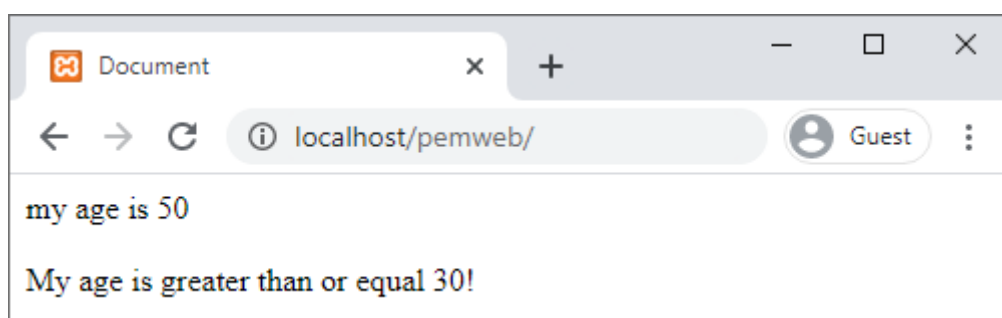 Document
localhost/pemweb/
Guest
my age is 50
My age is greater than or equal 30!